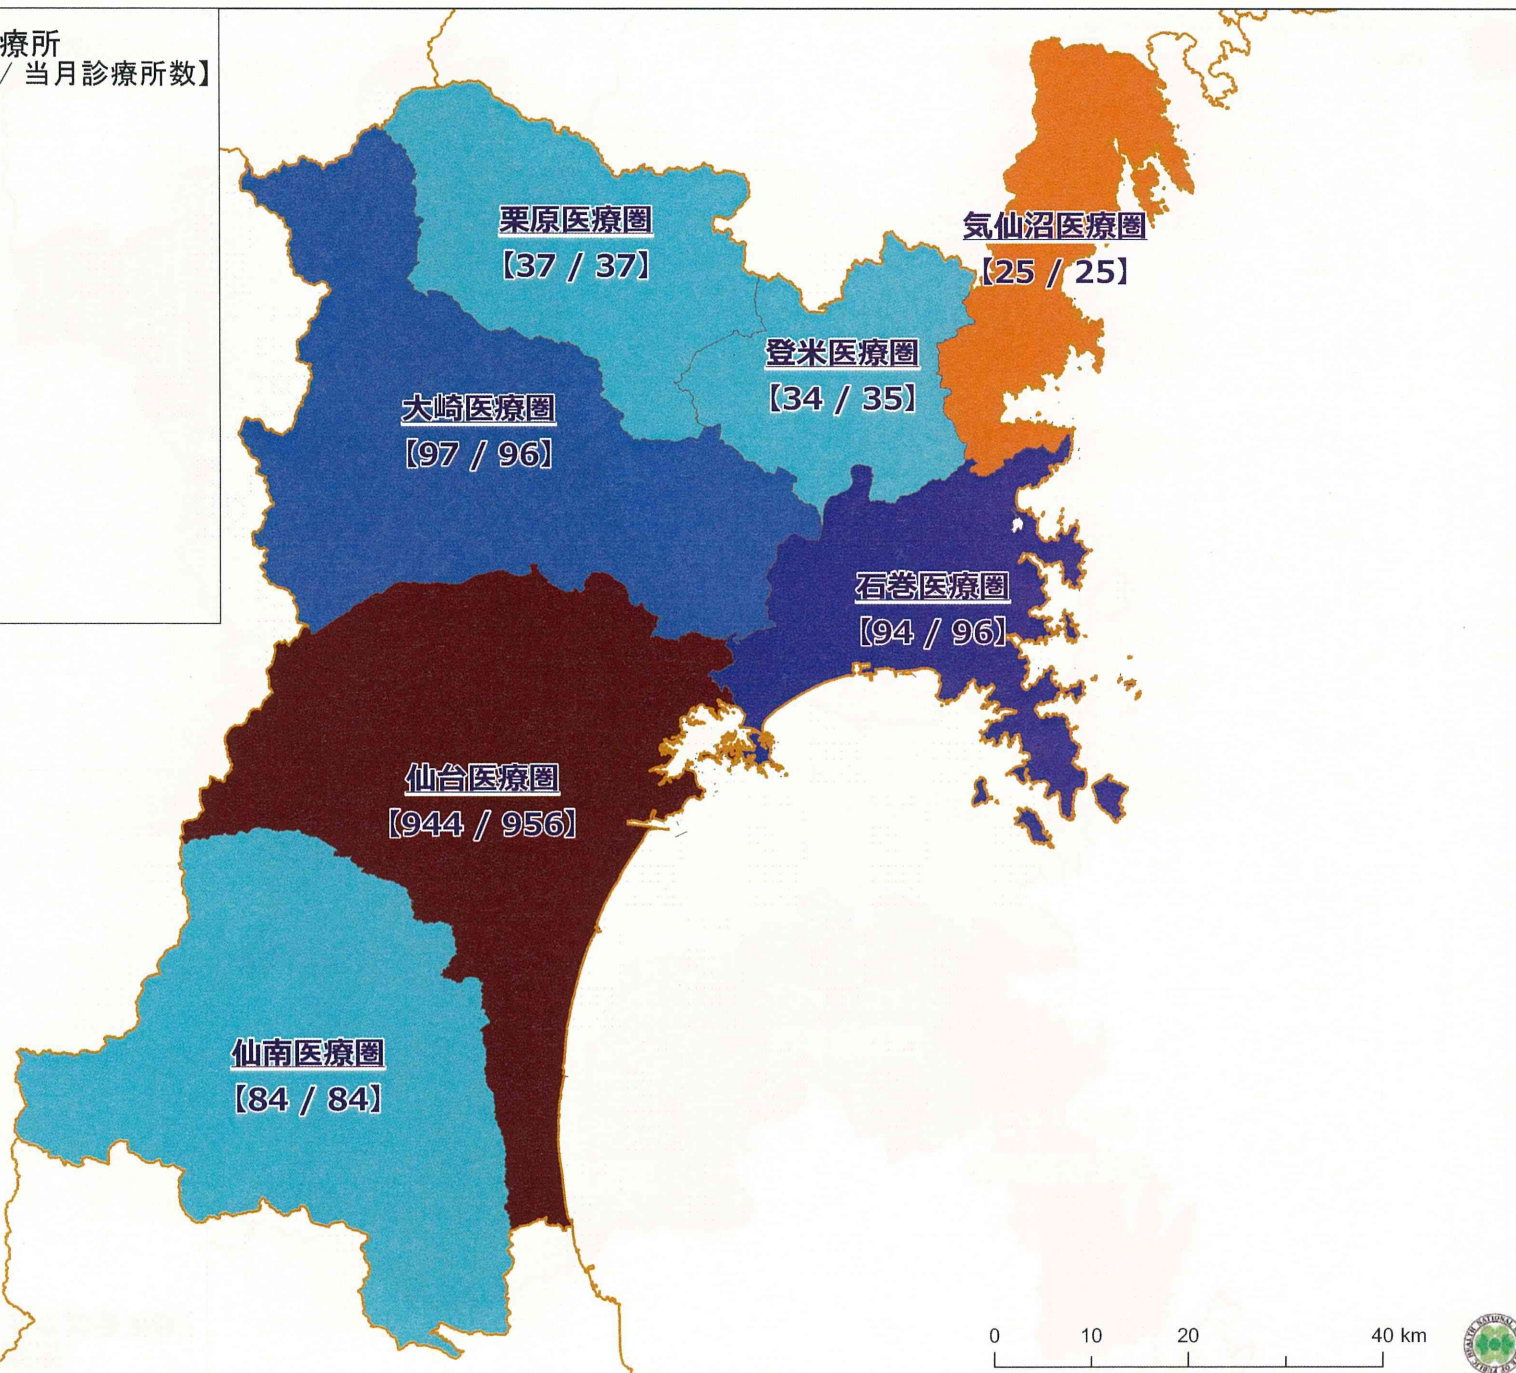 療所
/ 当月診療所数】
栗原医療圏
【37 / 37】
気仙沼医療圏
【25 / 25】
登米医療圏
【34 / 35】
大崎医療圏
【97 / 96】
石巻医療圏
【94 / 96】
仙台医療圏
【944 / 956】
仙南医療圏
【84 / 84】
0 10 20 40 km